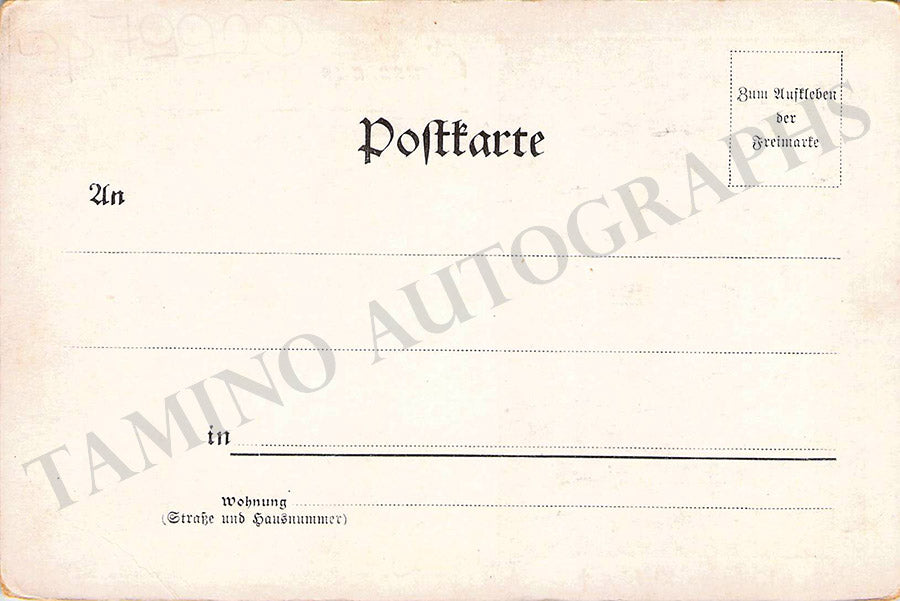 Postkarte
Zum Aufkleben
der
Freimarke
An
in
Wohnung
(Straße und Hausnummer)
TAMINO AUTOGRAPHS